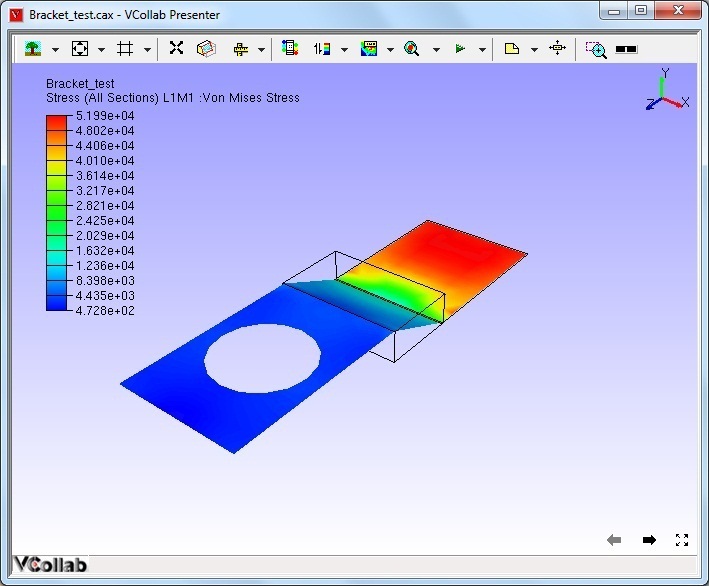 Bracket_test.cax - VCollab Presenter
Bracket_test
Stress (All Sections) L1M1 :Von Mises Stress
5.199e+04
4.802e+04
4.406e+04
4.010e+04
3.614e+04
3.217e+04
2.821e+04
2.425e+04
2.029e+04
1.632e+04
1.236e+04
8.398e+03
4.435e+03
4.728e+02
Y
X
Z
VCollab